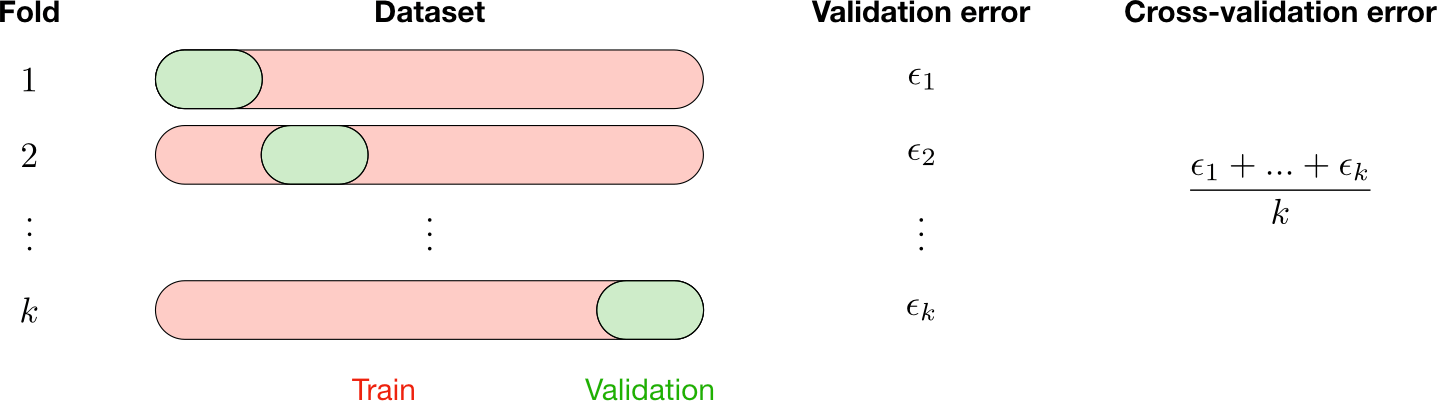 Fold Dataset Validation error Cross-validation error
1 ϵ₁
2 ϵ₂
ϵ₁ + ... + ϵₖ
k
⋮ ⋮ ⋮
k ϵₖ
Train Validation